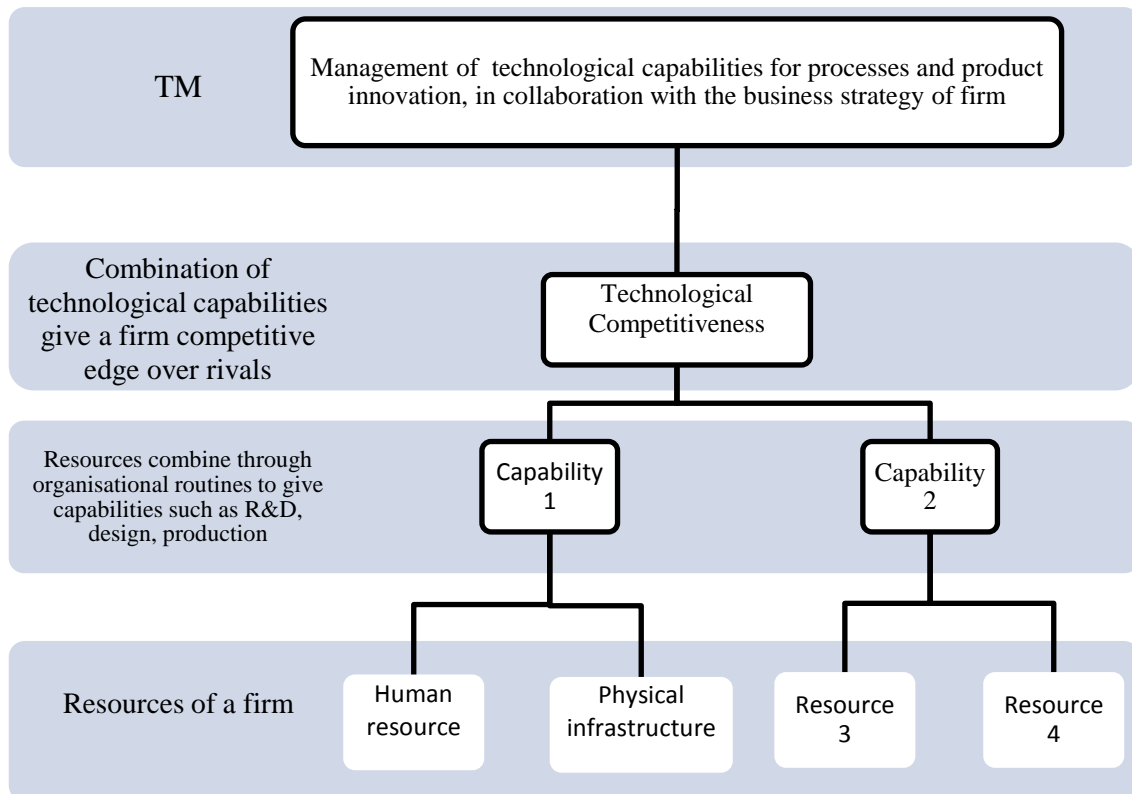 TM
Management of technological capabilities for processes and product
innovation, in collaboration with the business strategy of firm
Combination of
technological capabilities
give a firm competitive
edge over rivals
Technological
Competitiveness
Resources combine through
organisational routines to give
capabilities such as R&D,
design, production
Capability
1
Capability
2
Resources of a firm
Human
resource
Physical
infrastructure
Resource
3
Resource
4